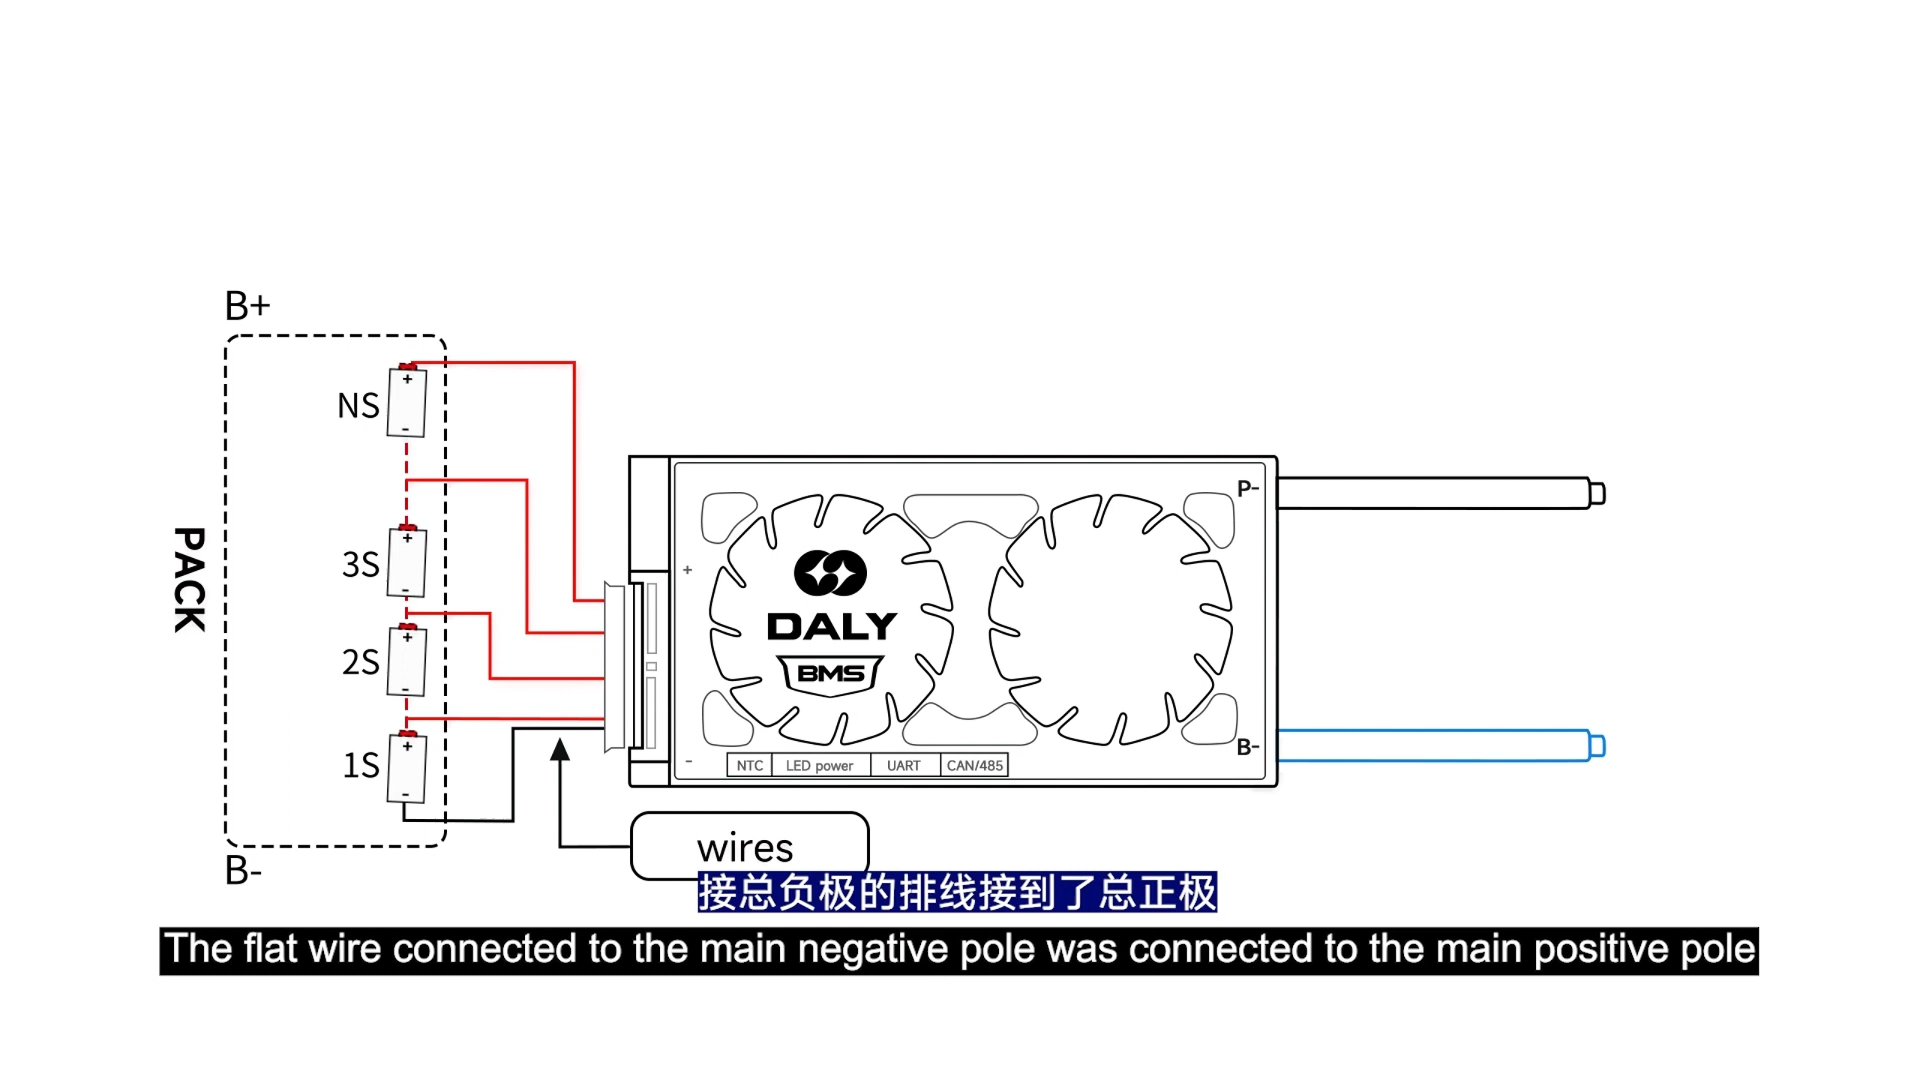 B+
NS
3S
2S
1S
PACK
B-
+
-
+
-
+
-
+
-
+
-
DALY
BMS
P-
B-
NTC
LED power
UART
CAN/485
wires
接总负极的排线接到了总正极
The flat wire connected to the main negative pole was connected to the main positive pole